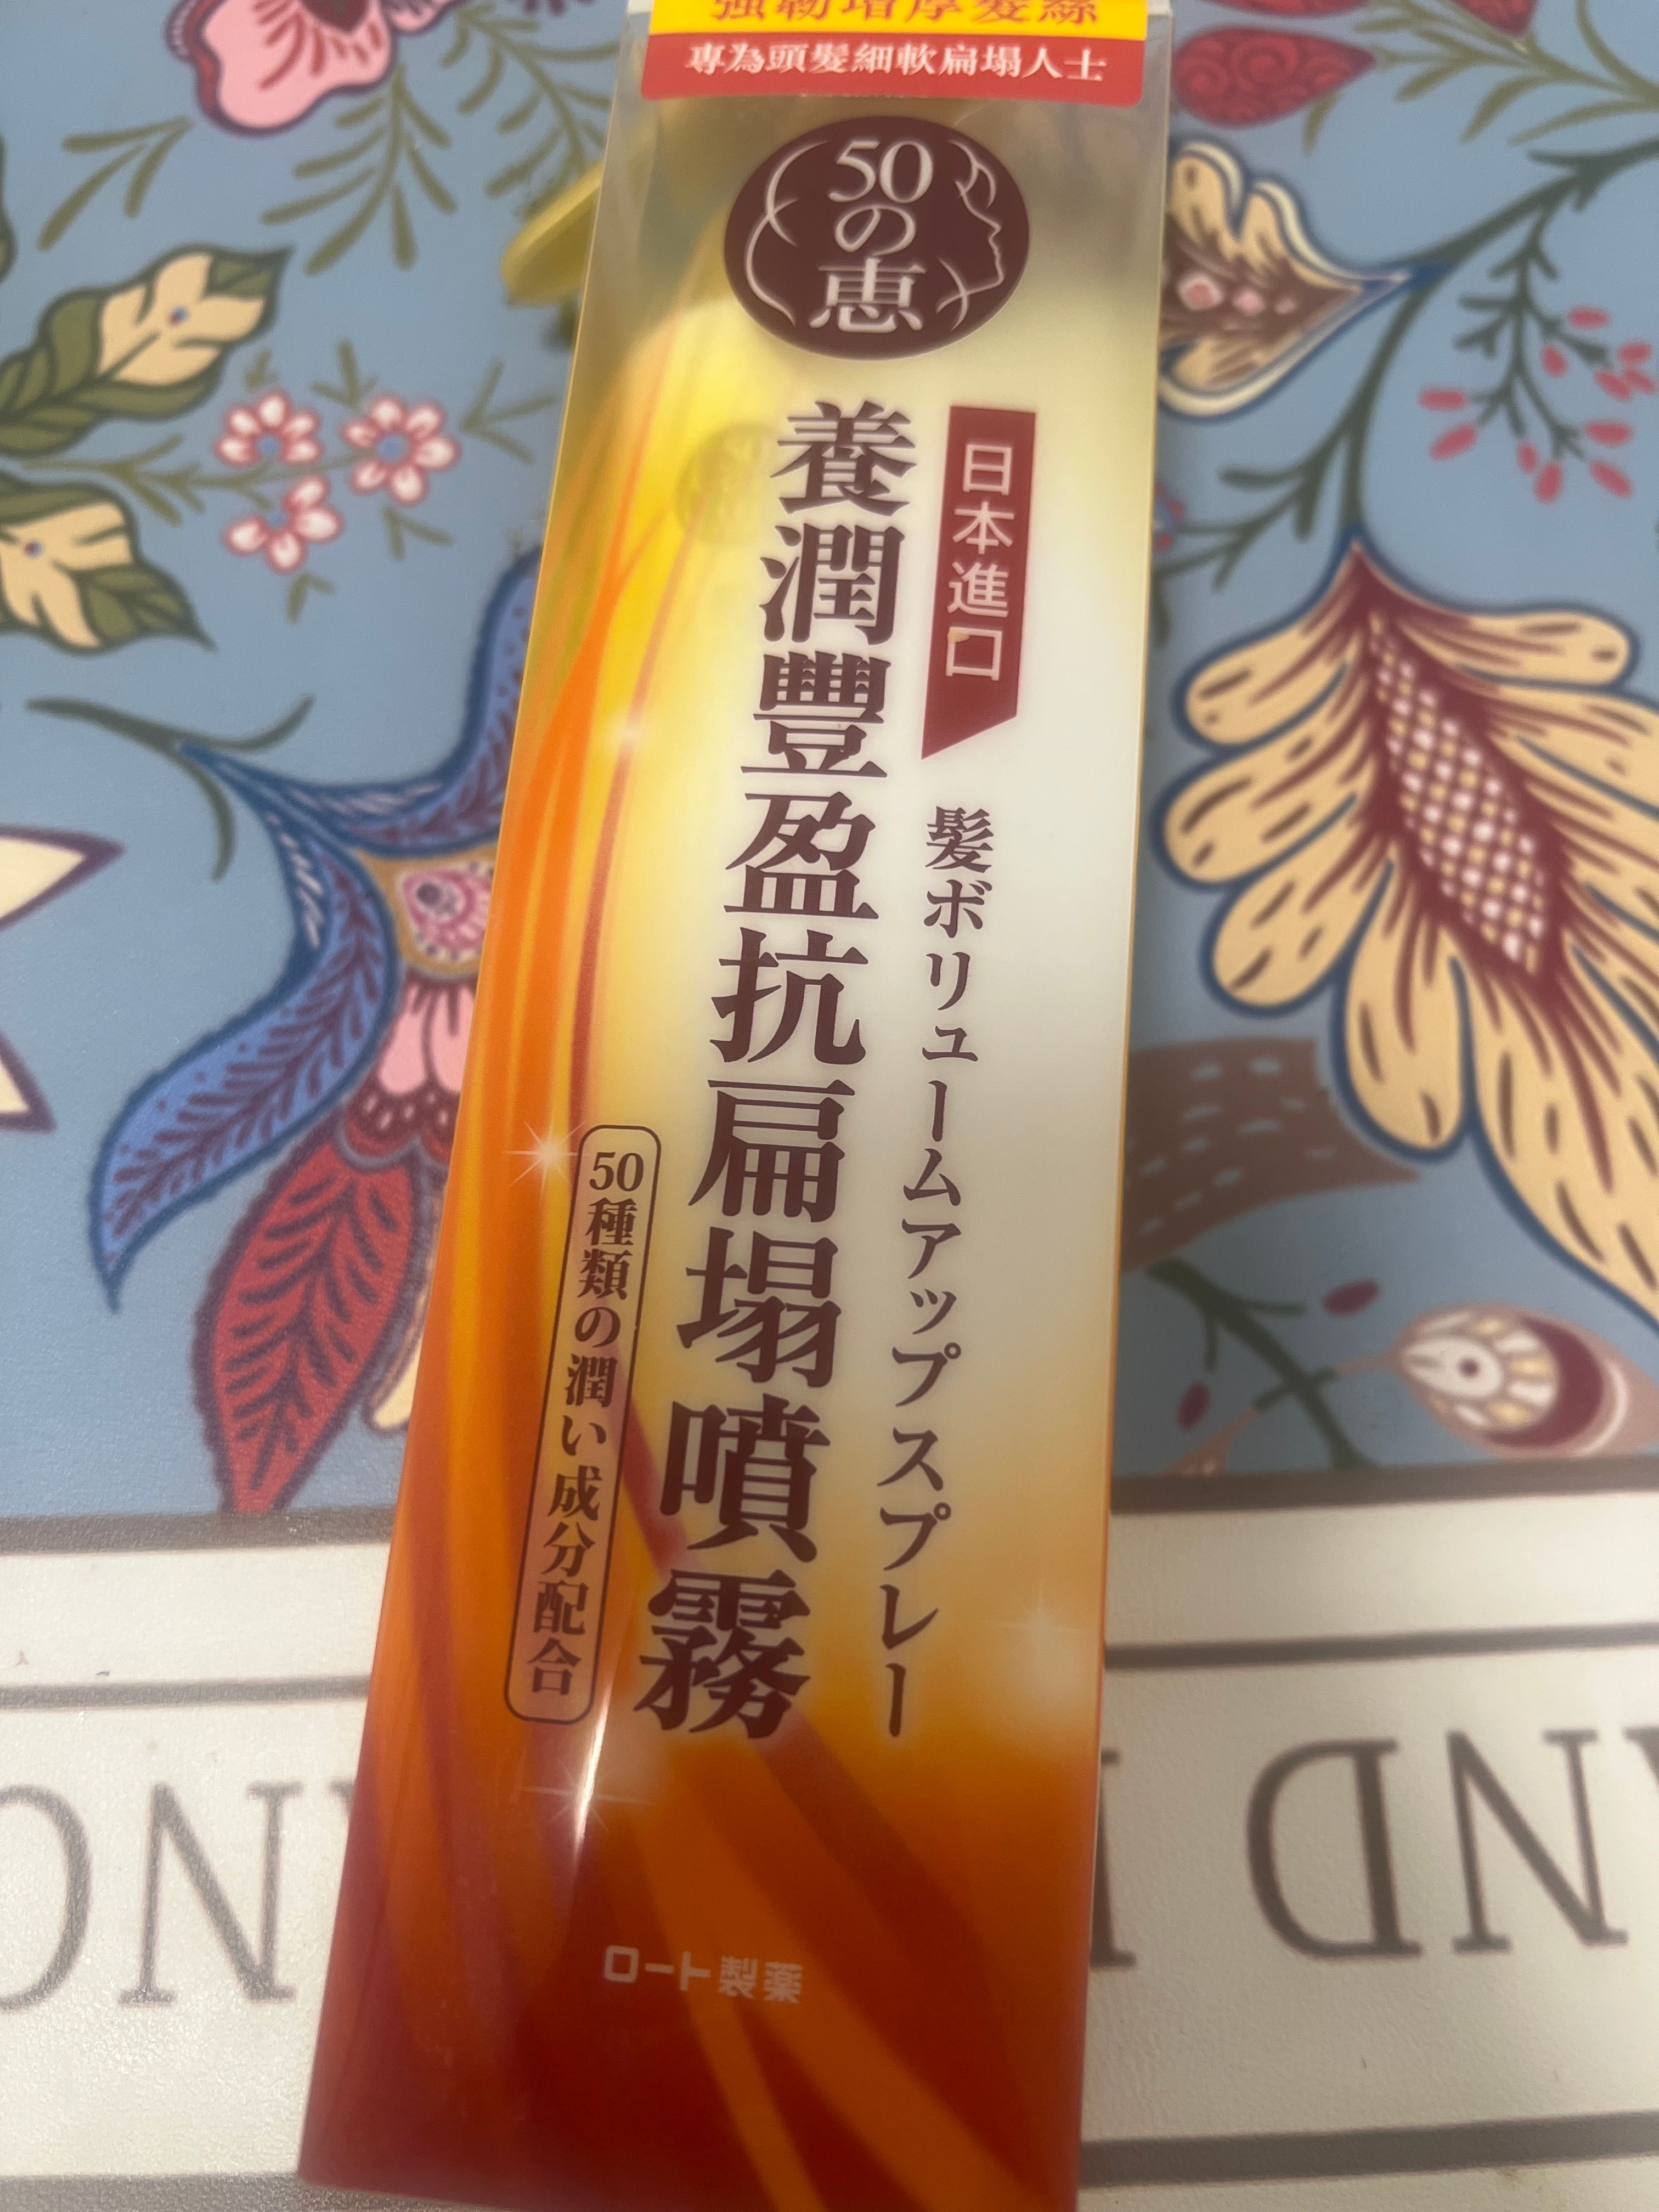 強韌增厚髮絲
專為頭髮細軟扁塌人士
50
の
恵
日本進口
髪ボリュームアップスプレー
養潤豐盈抗扁塌噴霧
50種類の潤い成分配合
ロート製薬
AND